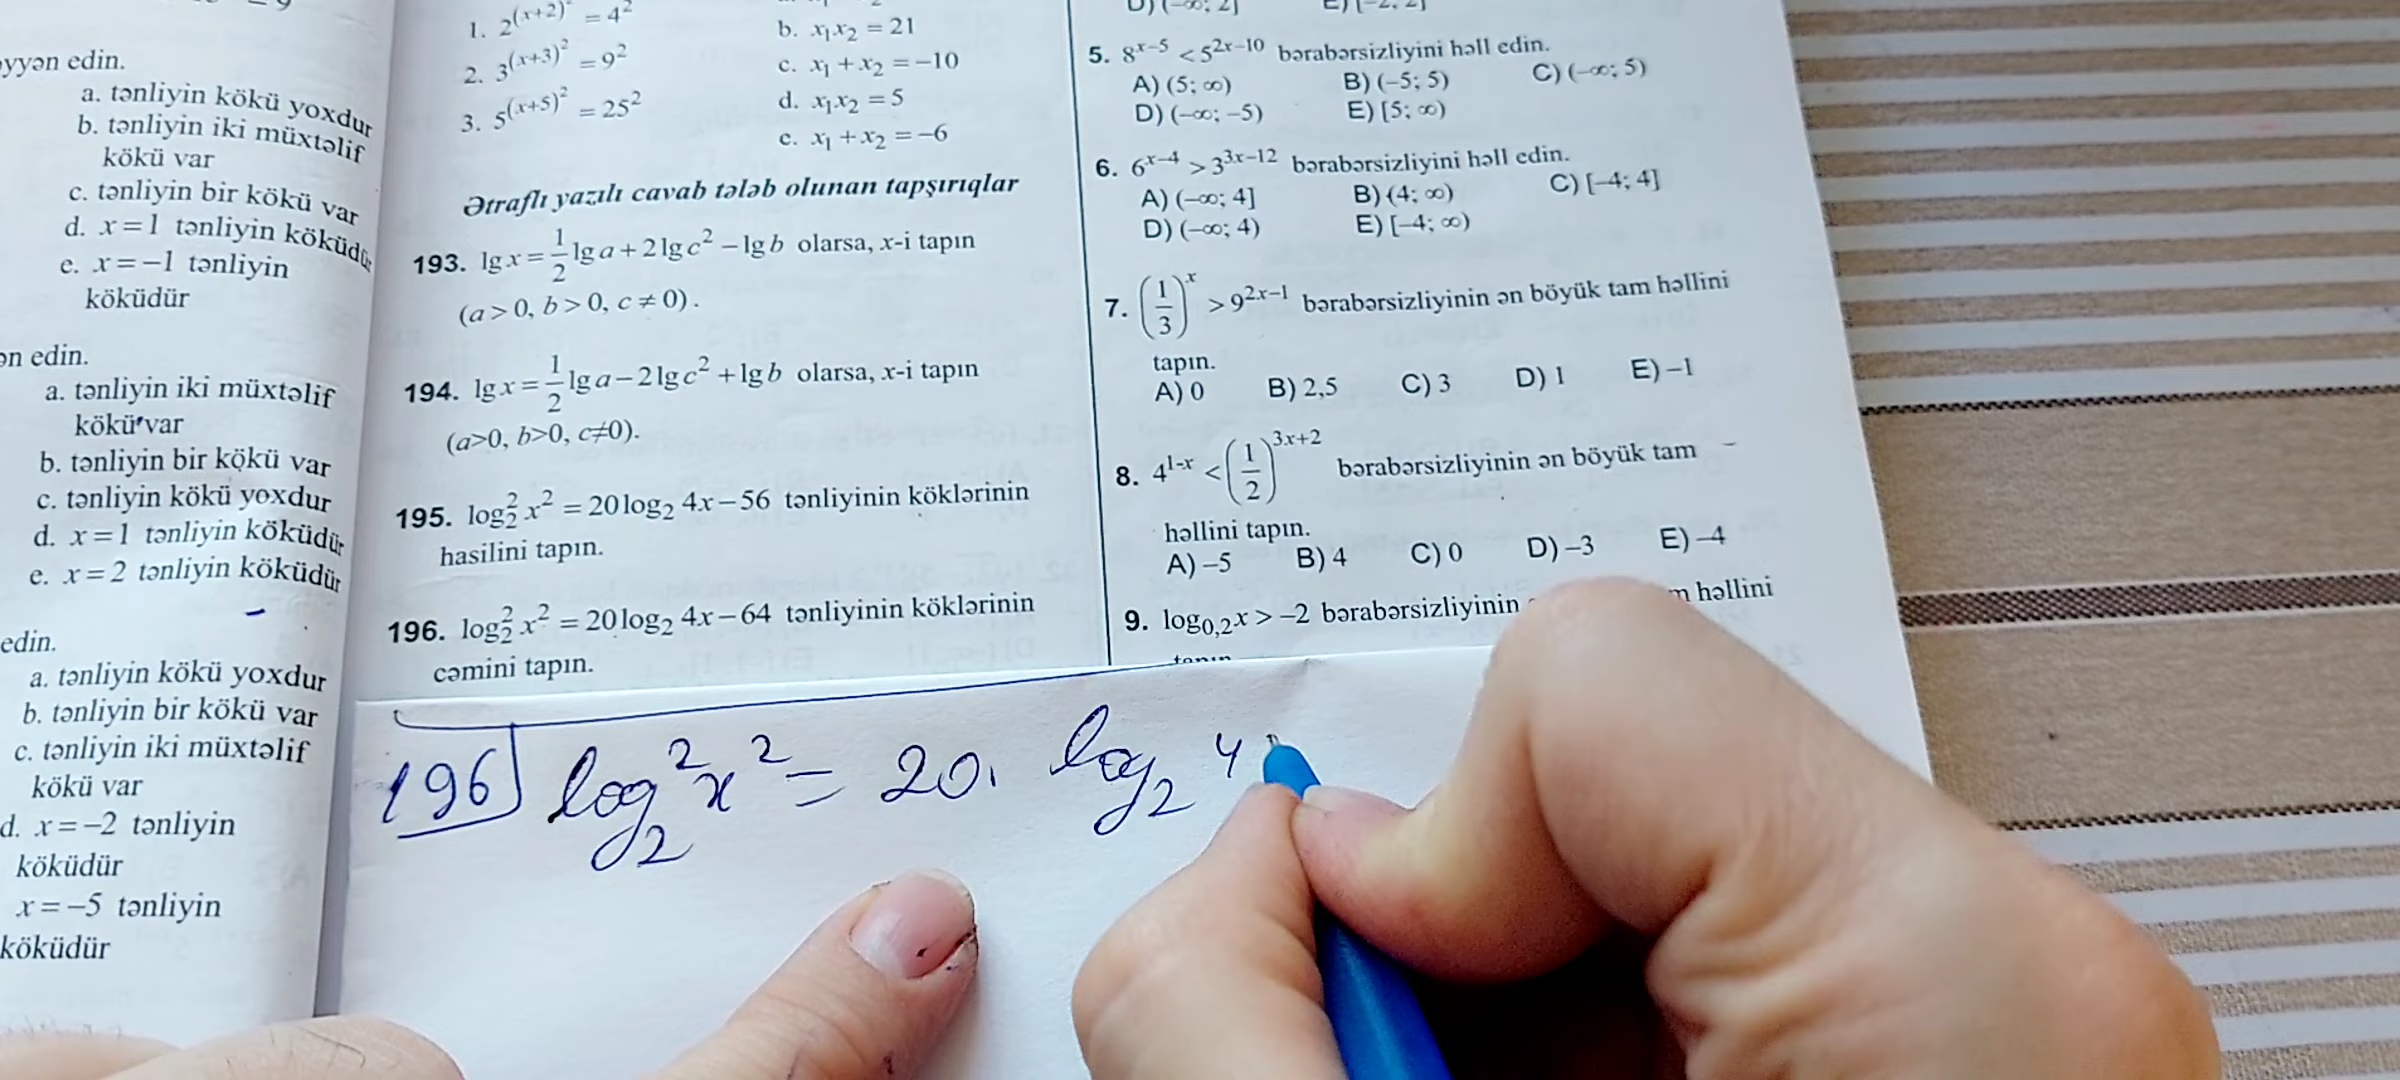 yyən edin.
a. tənliyin kökü yoxdur
b. tənliyin iki müxtəlif
kökü var
c. tənliyin bir kökü var
d. x=1 tənliyin köküdür
e. x=−1 tənliyin
köküdür
ən edin.
a. tənliyin iki müxtəlif
kökü var
b. tənliyin bir kökü var
c. tənliyin kökü yoxdur
d. x=1 tənliyin köküdür
e. x=2 tənliyin köküdür
edin.
a. tənliyin kökü yoxdur
b. tənliyin bir kökü var
c. tənliyin iki müxtəlif
kökü var
d. x=−2 tənliyin
köküdür
x=−5 tənliyin
köküdür
1. 2^(x+2)² = 4²
2. 3^(x+3)² = 9²
3. 5^(x+5)² = 25²
b. x₁x₂ = 21
c. x₁ + x₂ = −10
d. x₁x₂ = 5
e. x₁ + x₂ = −6
Ətraflı yazılı cavab tələb olunan tapşırıqlar
193. lg x = 1/2 lg a + 2 lg c² − lg b olarsa, x-i tapın
(a > 0, b > 0, c ≠ 0).
194. lg x = 1/2 lg a − 2 lg c² + lg b olarsa, x-i tapın
(a>0, b>0, c≠0).
195. log₂² x² = 20 log₂ 4x − 56 tənliyinin köklərinin
hasilini tapın.
196. log₂² x² = 20 log₂ 4x − 64 tənliyinin köklərinin
cəmini tapın.
D) (−∞; 2] E) [−2; 2]
5. 8^(x−5) < 5^(2x−10) bərabərsizliyini həll edin.
A) (5; ∞) B) (−5; 5) C) (−∞; 5)
D) (−∞; −5) E) [5; ∞)
6. 6^(x−4) > 3^(3x−12) bərabərsizliyini həll edin.
A) (−∞; 4] B) (4; ∞) C) [−4; 4]
D) (−∞; 4) E) [−4; ∞)
7. (1/3)^x > 9^(2x−1) bərabərsizliyinin ən böyük tam həllini
tapın.
A) 0 B) 2,5 C) 3 D) 1 E) −1
8. 4^(1−x) < (1/2)^(3x+2) bərabərsizliyinin ən böyük tam
həllini tapın.
A) −5 B) 4 C) 0 D) −3 E) −4
9. log₀,₂ x > −2 bərabərsizliyinin həllini
tapın
196 log₂² x² = 20. log₂ 4